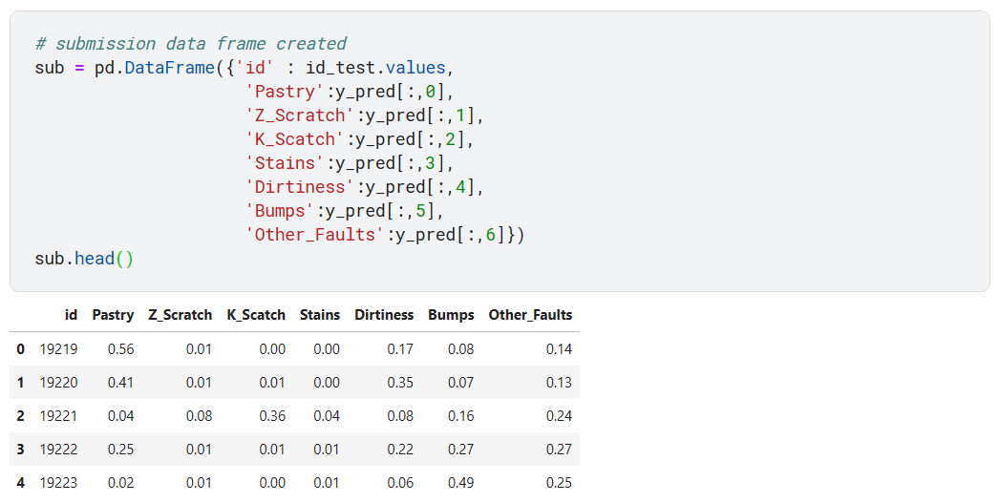 # submission data frame created
sub = pd.DataFrame({'id' : id_test.values,
'Pastry':y_pred[:,0],
'Z_Scratch':y_pred[:,1],
'K_Scatch':y_pred[:,2],
'Stains':y_pred[:,3],
'Dirtiness':y_pred[:,4],
'Bumps':y_pred[:,5],
'Other_Faults':y_pred[:,6]})
sub.head()
id Pastry Z_Scratch K_Scatch Stains Dirtiness Bumps Other_Faults
0 19219 0.56 0.01 0.00 0.00 0.17 0.08 0.14
1 19220 0.41 0.01 0.01 0.00 0.35 0.07 0.13
2 19221 0.04 0.08 0.36 0.04 0.08 0.16 0.24
3 19222 0.25 0.01 0.01 0.01 0.22 0.27 0.27
4 19223 0.02 0.01 0.00 0.01 0.06 0.49 0.25